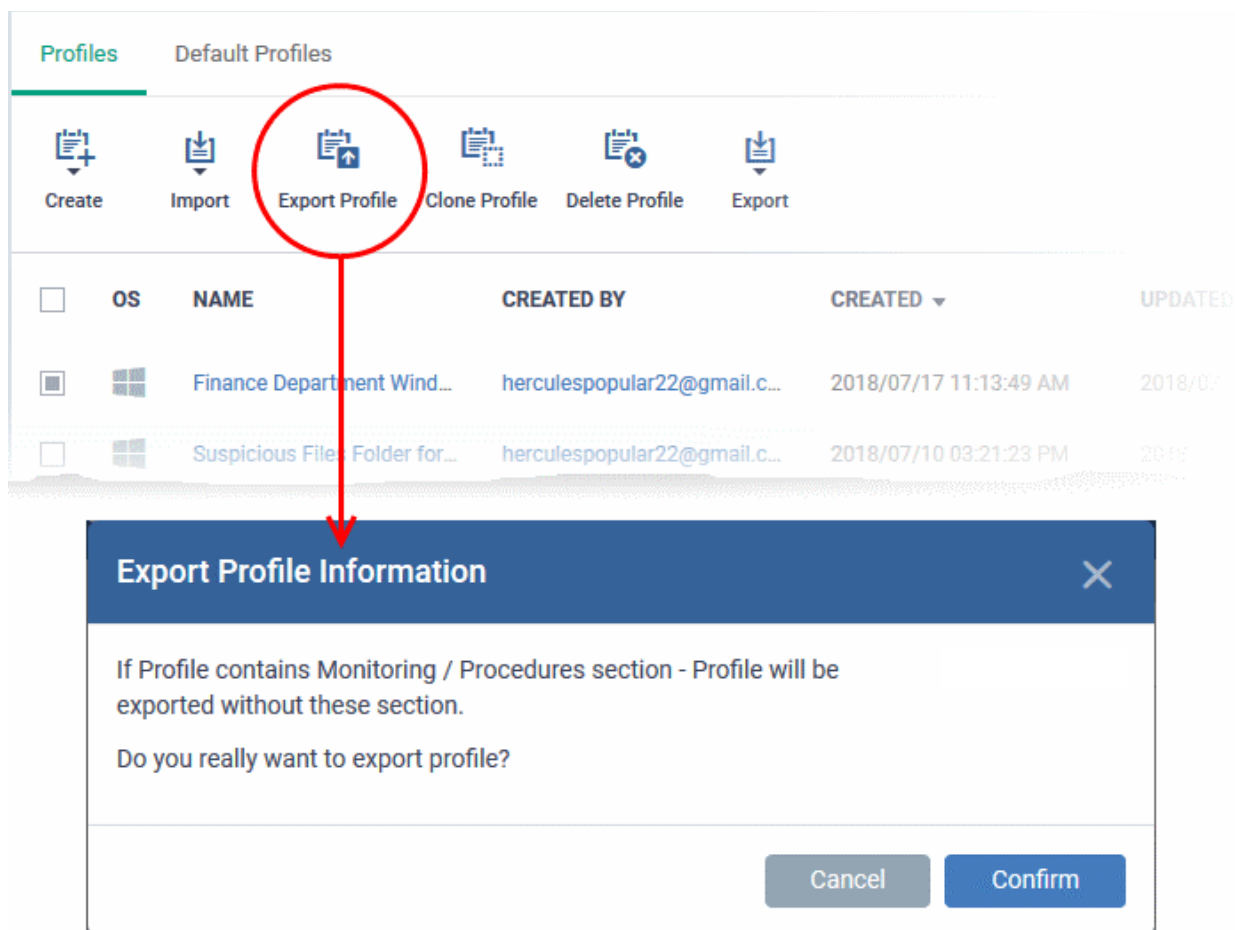 Profiles Default Profiles
Create Import Export Profile Clone Profile Delete Profile Export
OS NAME CREATED BY CREATED UPDATED
Finance Department Wind... herculespopular22@gmail.c... 2018/07/17 11:13:49 AM 2018/07
Suspicious Files Folder for... herculespopular22@gmail.c... 2018/07/10 03:21:23 PM
Export Profile Information
If Profile contains Monitoring / Procedures section - Profile will be
exported without these section.
Do you really want to export profile?
Cancel Confirm